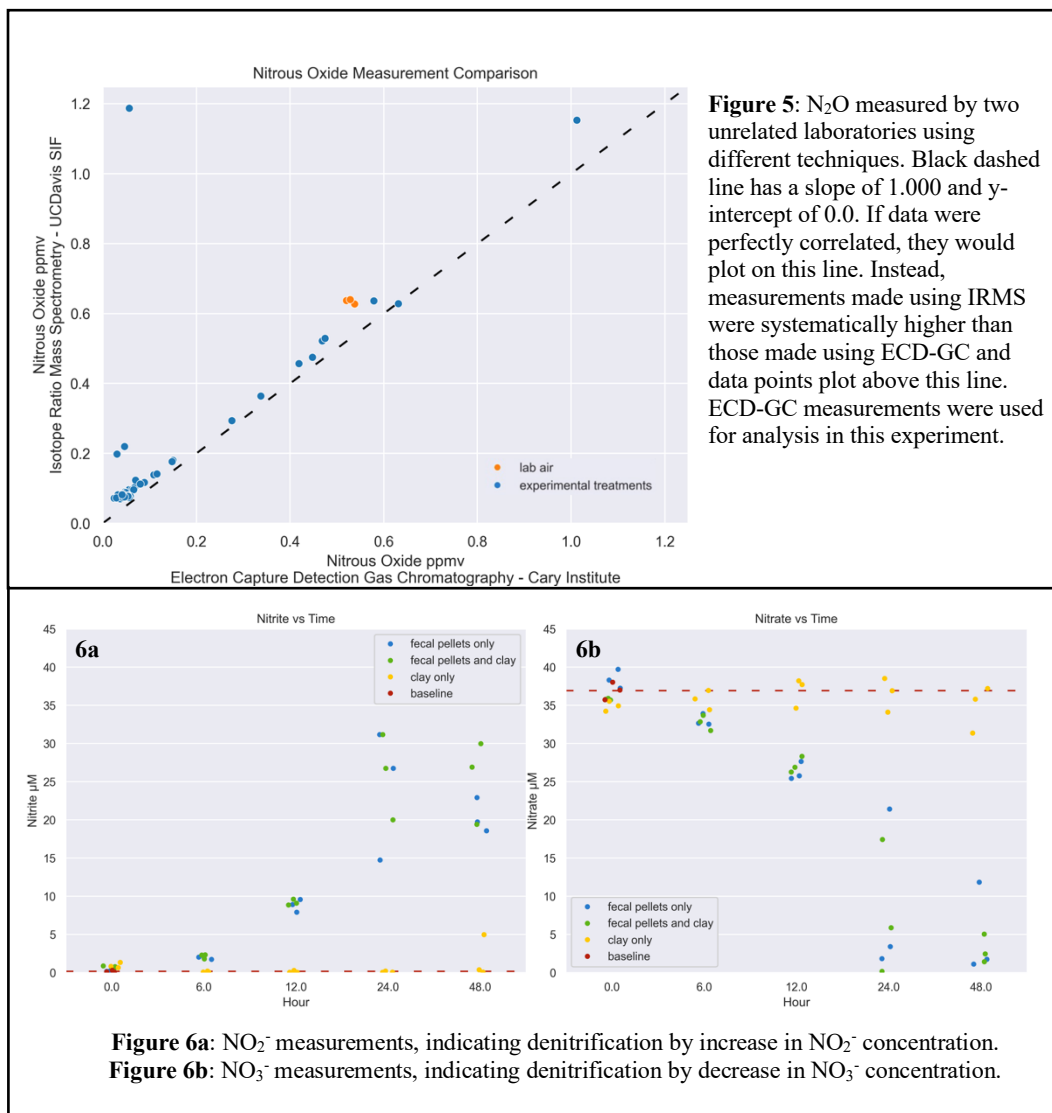 Nitrous Oxide Measurement Comparison
Nitrous Oxide ppmv
Isotope Ratio Mass Spectrometry - UCDavis SIF
1.2
1.0
0.8
0.6
0.4
0.2
0.0
0.0 0.2 0.4 0.6 0.8 1.0 1.2
lab air
experimental treatments
Nitrous Oxide ppmv
Electron Capture Detection Gas Chromatography - Cary Institute
Figure 5: N₂O measured by two
unrelated laboratories using
different techniques. Black dashed
line has a slope of 1.000 and y-
intercept of 0.0. If data were
perfectly correlated, they would
plot on this line. Instead,
measurements made using IRMS
were systematically higher than
those made using ECD-GC and
data points plot above this line.
ECD-GC measurements were used
for analysis in this experiment.
Nitrite vs Time
6a
fecal pellets only
fecal pellets and clay
clay only
baseline
Nitrite µM
45
40
35
30
25
20
15
10
5
0
0.0 6.0 12.0 24.0 48.0
Hour
Nitrate vs Time
6b
Nitrate µM
45
40
35
30
25
20
15
10
5
0
fecal pellets only
fecal pellets and clay
clay only
baseline
0.0 6.0 12.0 24.0 48.0
Hour
Figure 6a: NO₂⁻ measurements, indicating denitrification by increase in NO₂⁻ concentration.
Figure 6b: NO₃⁻ measurements, indicating denitrification by decrease in NO₃⁻ concentration.